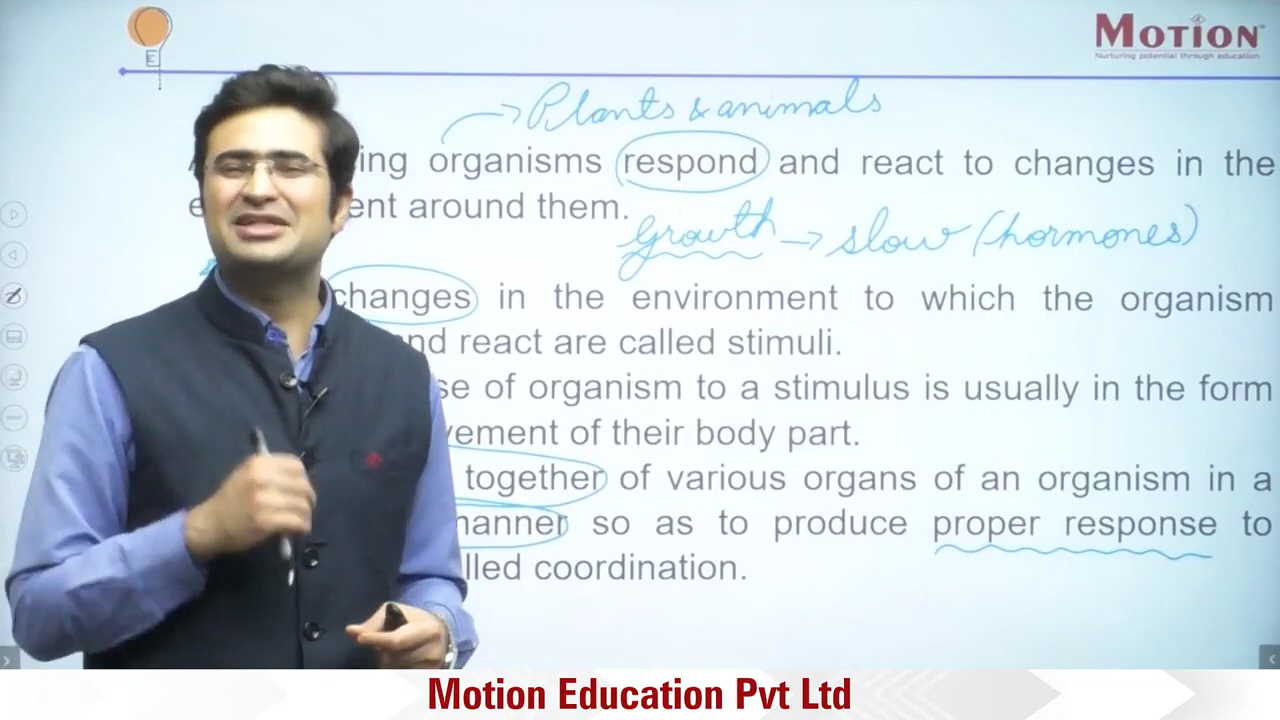 MOTION
Nurturing potential through education
E
→ Plants & animals
ing organisms respond and react to changes in the
e ent around them.
growth → slow (hormones)
changes in the environment to which the organism
nd react are called stimuli.
se of organism to a stimulus is usually in the form
vement of their body part.
together of various organs of an organism in a
manner so as to produce proper response to
lled coordination.
Motion Education Pvt Ltd